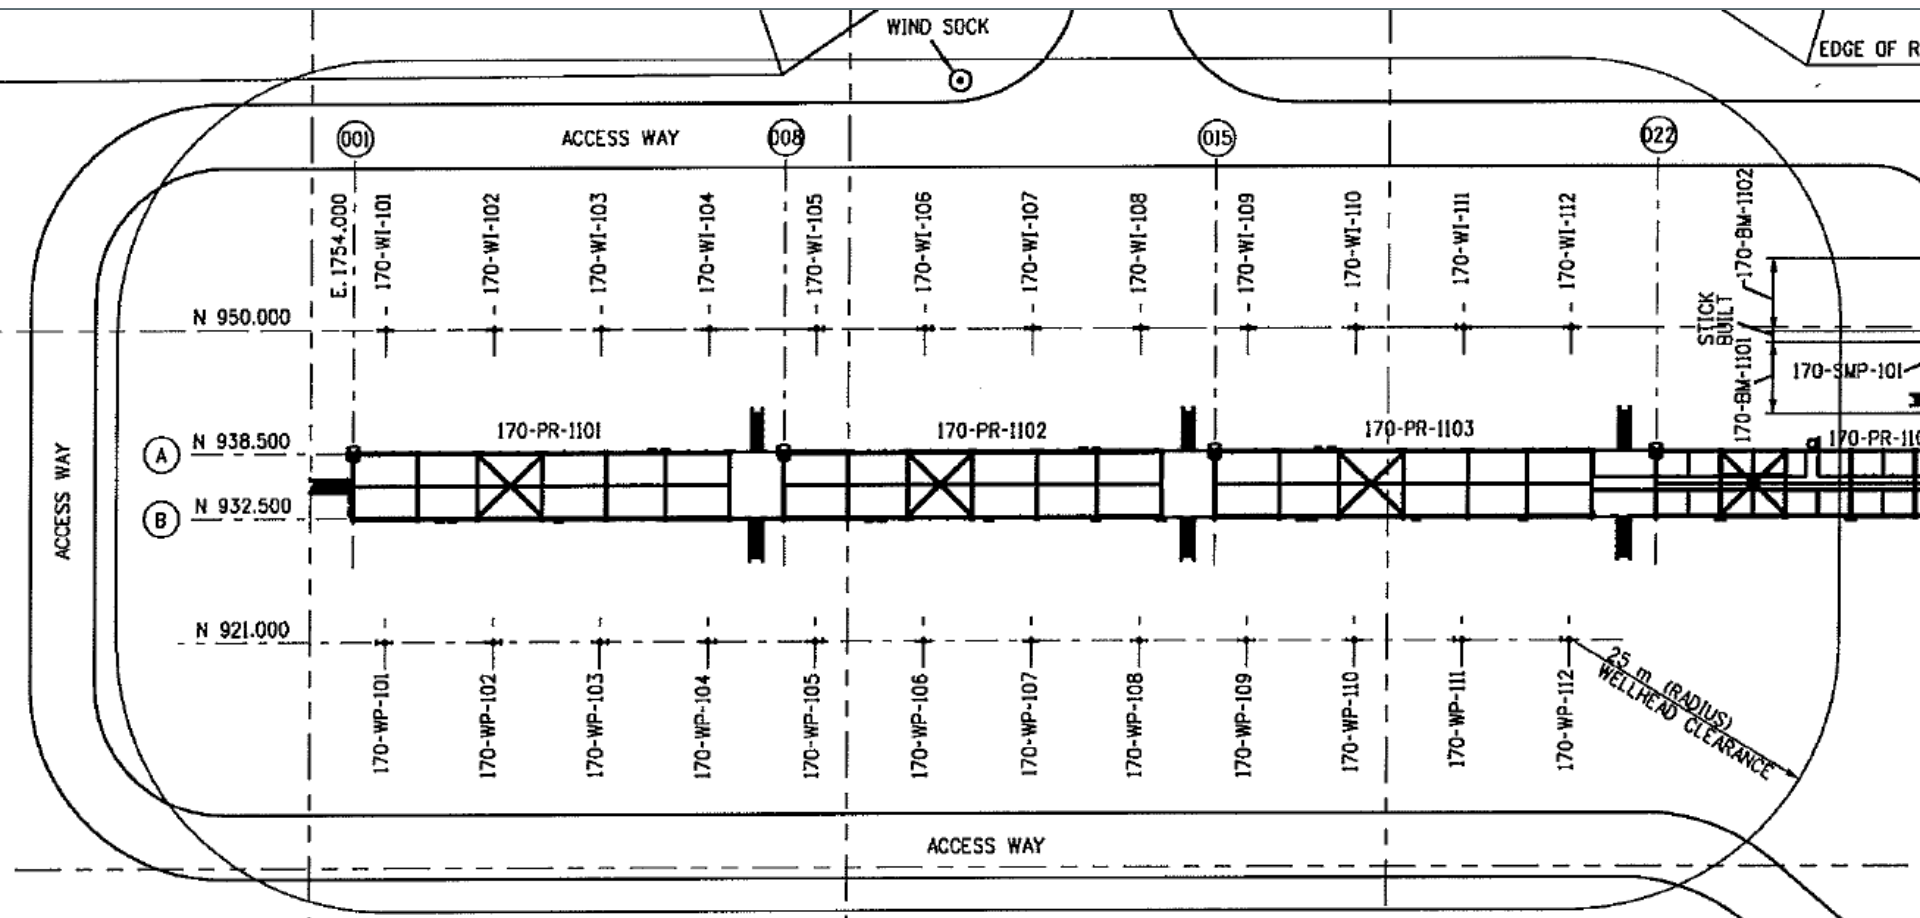 WIND SOCK
EDGE OF R
001
ACCESS WAY
008
015
022
E. 1754.000
170-WI-101
170-WI-102
170-WI-103
170-WI-104
170-WI-105
170-WI-106
170-WI-107
170-WI-108
170-WI-109
170-WI-110
170-WI-111
170-WI-112
170-BM-1102
N 950.000
STICK
BUILT
170-BM-1101
170-SMP-101
A
N 938.500
170-PR-1101
170-PR-1102
170-PR-1103
170-PR-110
B
N 932.500
ACCESS WAY
N 921.000
170-WP-101
170-WP-102
170-WP-103
170-WP-104
170-WP-105
170-WP-106
170-WP-107
170-WP-108
170-WP-109
170-WP-110
170-WP-111
170-WP-112
25 m (RADIUS)
WELLHEAD CLEARANCE
ACCESS WAY